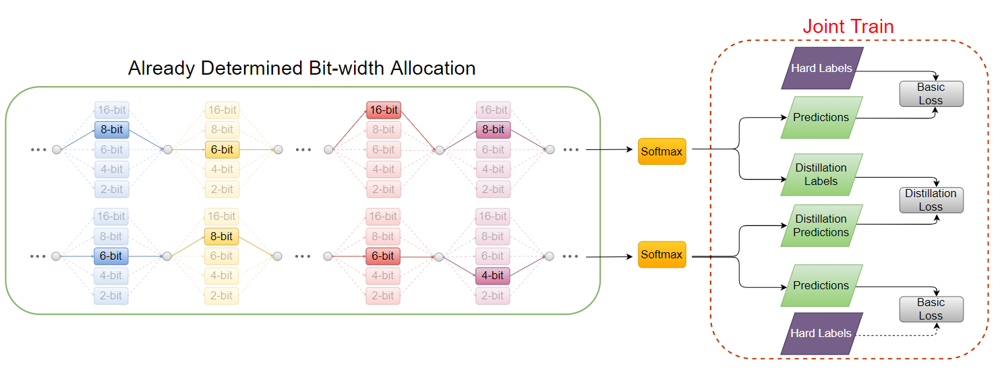 Joint Train
Already Determined Bit-width Allocation
16-bit
8-bit
6-bit
4-bit
2-bit
16-bit
8-bit
6-bit
4-bit
2-bit
...
16-bit
8-bit
6-bit
4-bit
2-bit
16-bit
8-bit
6-bit
4-bit
2-bit
16-bit
8-bit
6-bit
4-bit
2-bit
16-bit
8-bit
6-bit
4-bit
2-bit
16-bit
8-bit
6-bit
4-bit
2-bit
16-bit
8-bit
6-bit
4-bit
2-bit
Softmax
Softmax
Hard Labels
Predictions
Basic
Loss
Distillation
Labels
Distillation
Predictions
Distillation
Loss
Predictions
Hard Labels
Basic
Loss